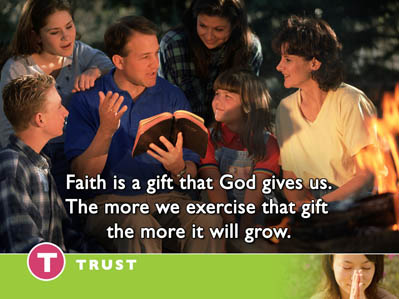 Faith is a gift that God gives us.
The more we exercise that gift
the more it will grow.
T TRUST